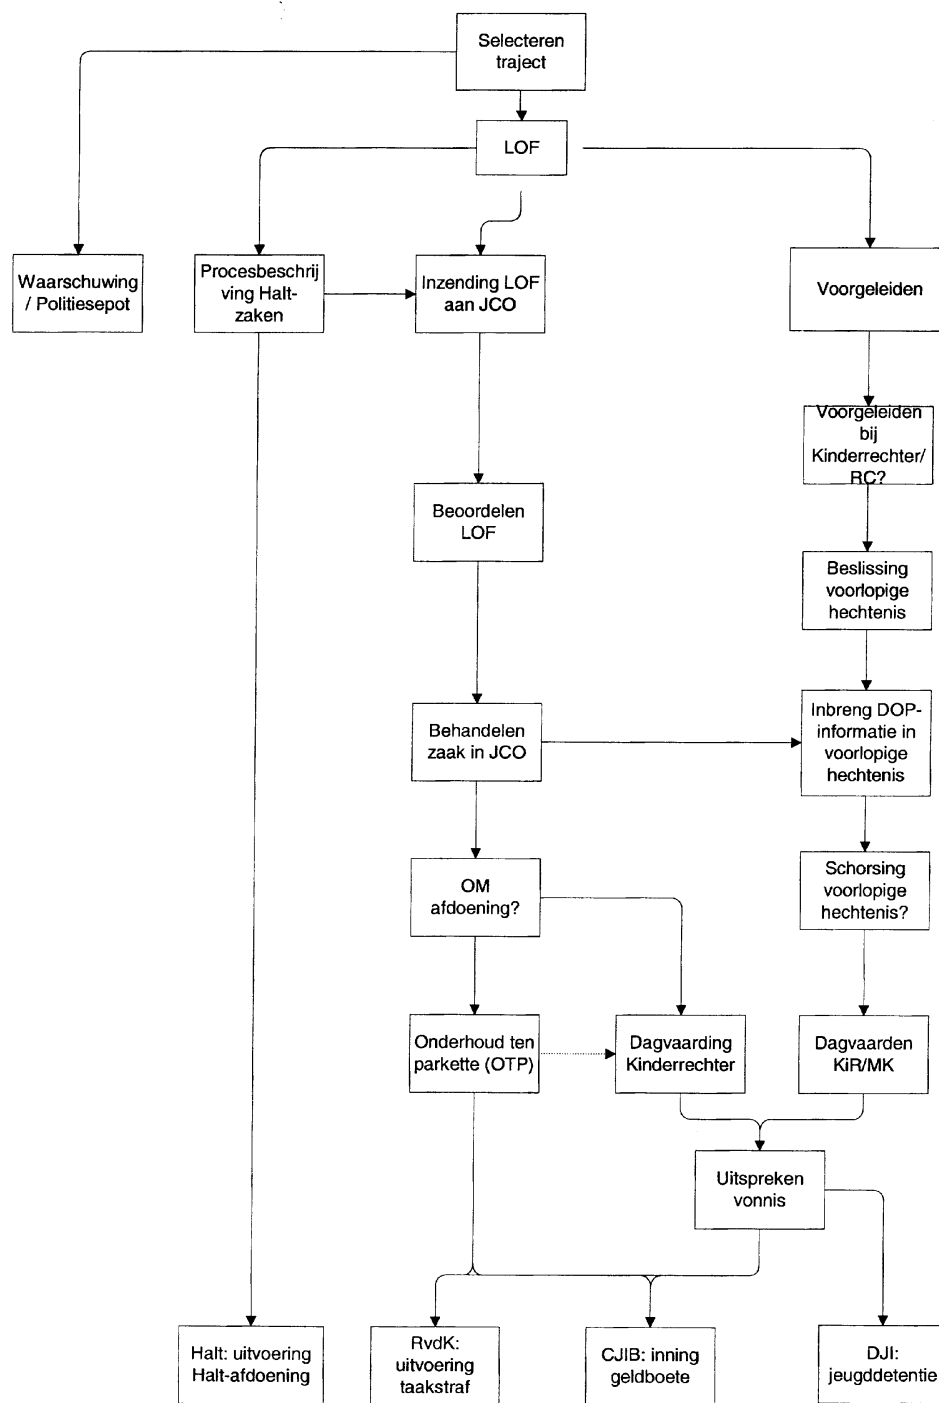 Selecteren
traject
LOF
Waarschuwing
/ Politiesepot
Procesbeschrij
ving Halt-
zaken
Inzending LOF
aan JCO
Voorgeleiden
Voorgeleiden
bij
Kinderrechter/
RC?
Beoordelen
LOF
Beslissing
voorlopige
hechtenis
Behandelen
zaak in JCO
Inbreng DOP-
informatie in
voorlopige
hechtenis
OM
afdoening?
Schorsing
voorlopige
hechtenis?
Onderhoud ten
parkette (OTP)
Dagvaarding
Kinderrechter
Dagvaarden
KiR/MK
Uitspreken
vonnis
Halt: uitvoering
Halt-afdoening
RvdK:
uitvoering
taakstraf
CJIB: inning
geldboete
DJI:
jeugddetentie